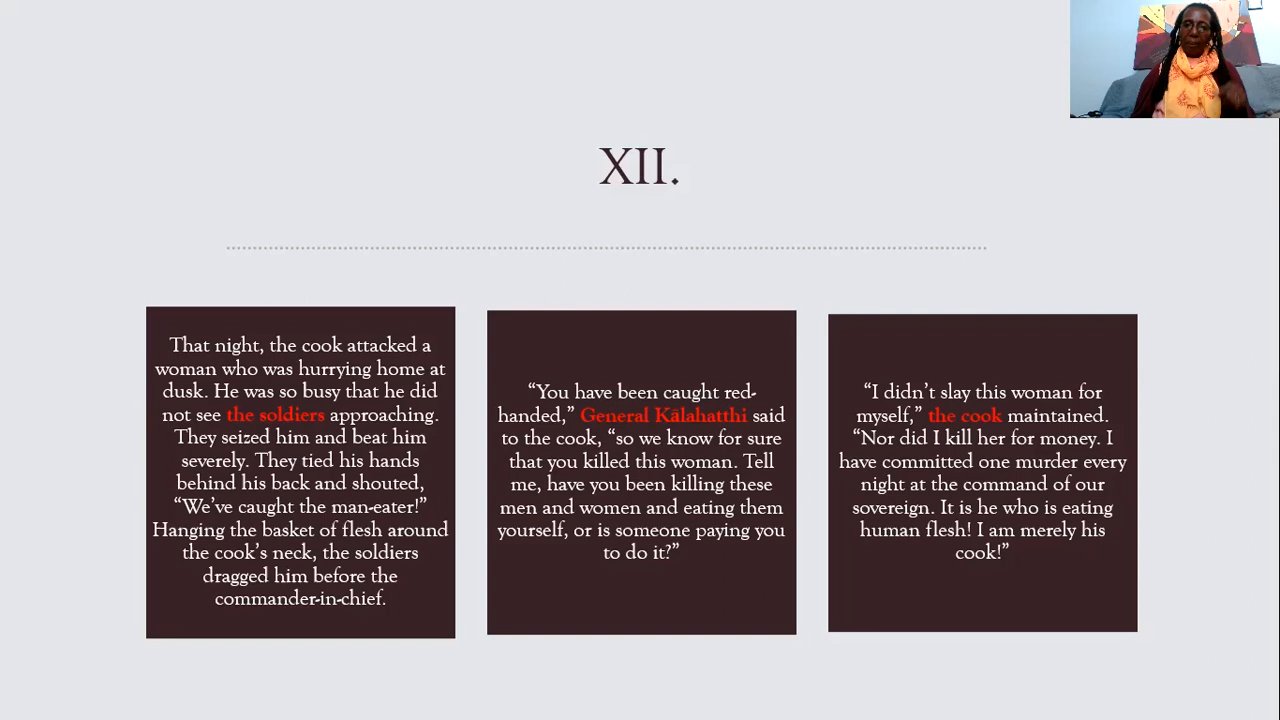 XII.
That night, the cook attacked a
woman who was hurrying home at
dusk. He was so busy that he did
not see the soldiers approaching.
They seized him and beat him
severely. They tied his hands
behind his back and shouted,
“We’ve caught the man-eater!”
Hanging the basket of flesh around
the cook’s neck, the soldiers
dragged him before the
commander-in-chief.
“You have been caught red-
handed,” General Kālahatthi said
to the cook, “so we know for sure
that you killed this woman. Tell
me, have you been killing these
men and women and eating them
yourself, or is someone paying you
to do it?”
“I didn’t slay this woman for
myself,” the cook maintained.
“Nor did I kill her for money. I
have committed one murder every
night at the command of our
sovereign. It is he who is eating
human flesh! I am merely his
cook!”